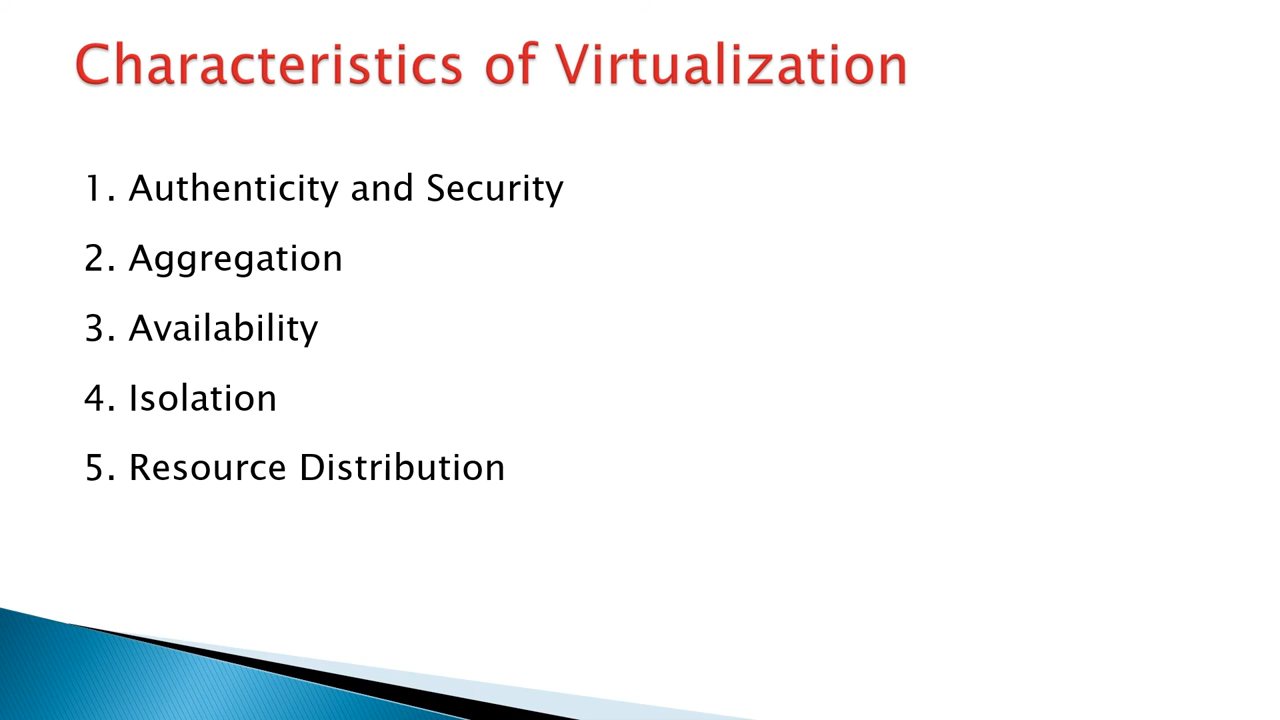 Characteristics of Virtualization
1. Authenticity and Security
2. Aggregation
3. Availability
4. Isolation
5. Resource Distribution